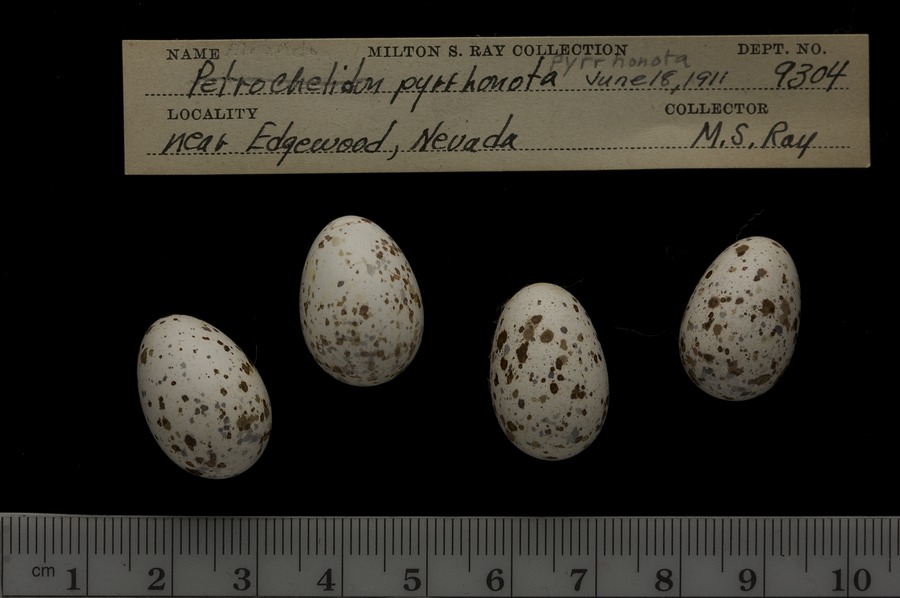 NAME MILTON S. RAY COLLECTION DEPT. NO.
pyrrhonota
Petrochelidon pyrrhonota June 18, 1911 9304
LOCALITY COLLECTOR
near Edgewood, Nevada M.S. Ray
cm 1 2 3 4 5 6 7 8 9 10